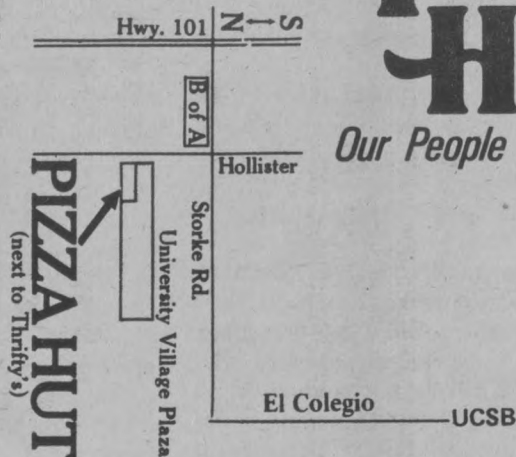 Hwy. 101
N ↔ S
B of A
Hollister
H
Our People
Storke Rd.
University Village Plaza
PIZZA HUT
(next to Thrifty's)
El Colegio
UCSB